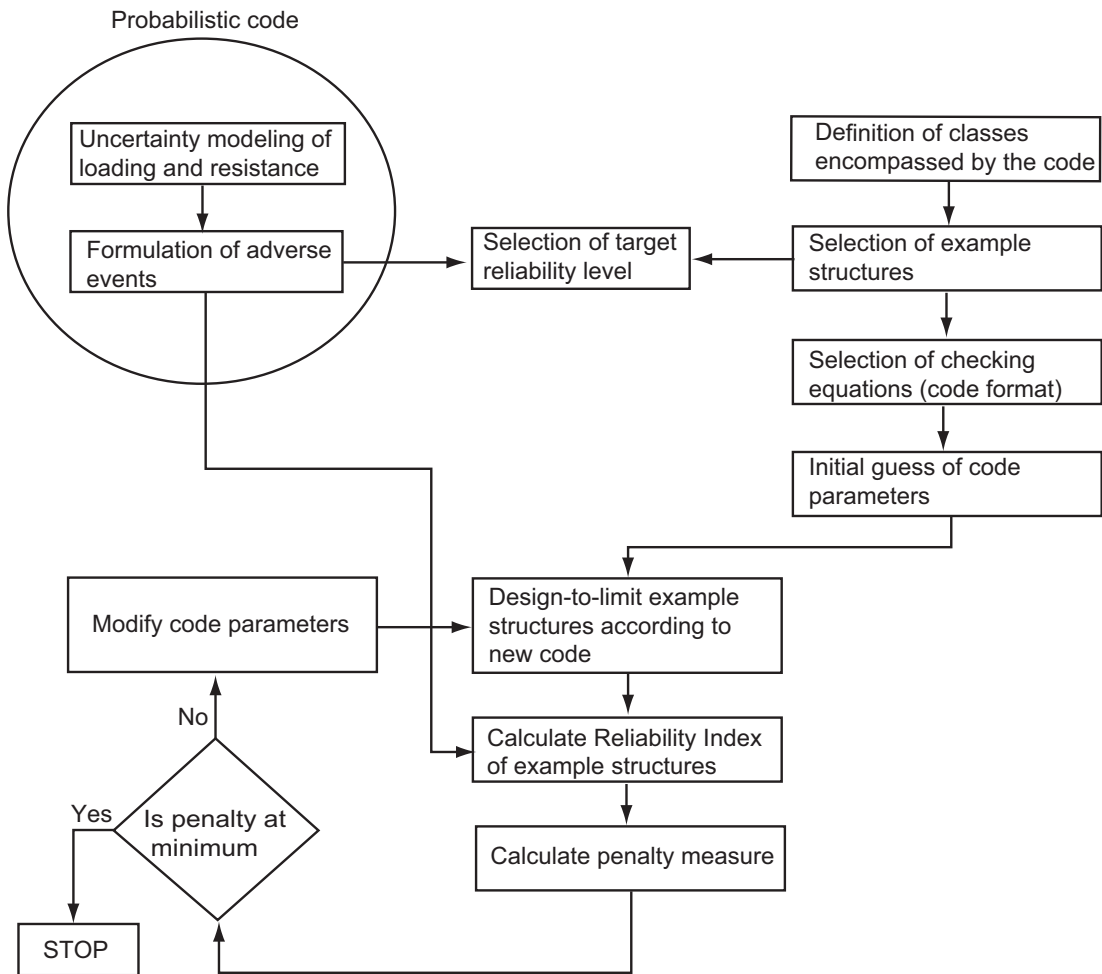 Probabilistic code
Uncertainty modeling of
loading and resistance
Formulation of adverse
events
Selection of target
reliability level
Definition of classes
encompassed by the code
Selection of example
structures
Selection of checking
equations (code format)
Initial guess of code
parameters
Modify code parameters
Design-to-limit example
structures according to
new code
No
Calculate Reliability Index
of example structures
Yes
Is penalty at
minimum
Calculate penalty measure
STOP